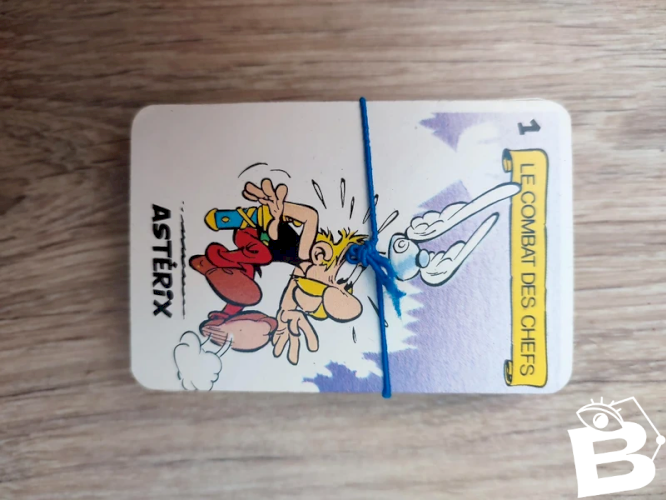 1
LE COMBAT DES CHEFS
ASTÉRIX
B